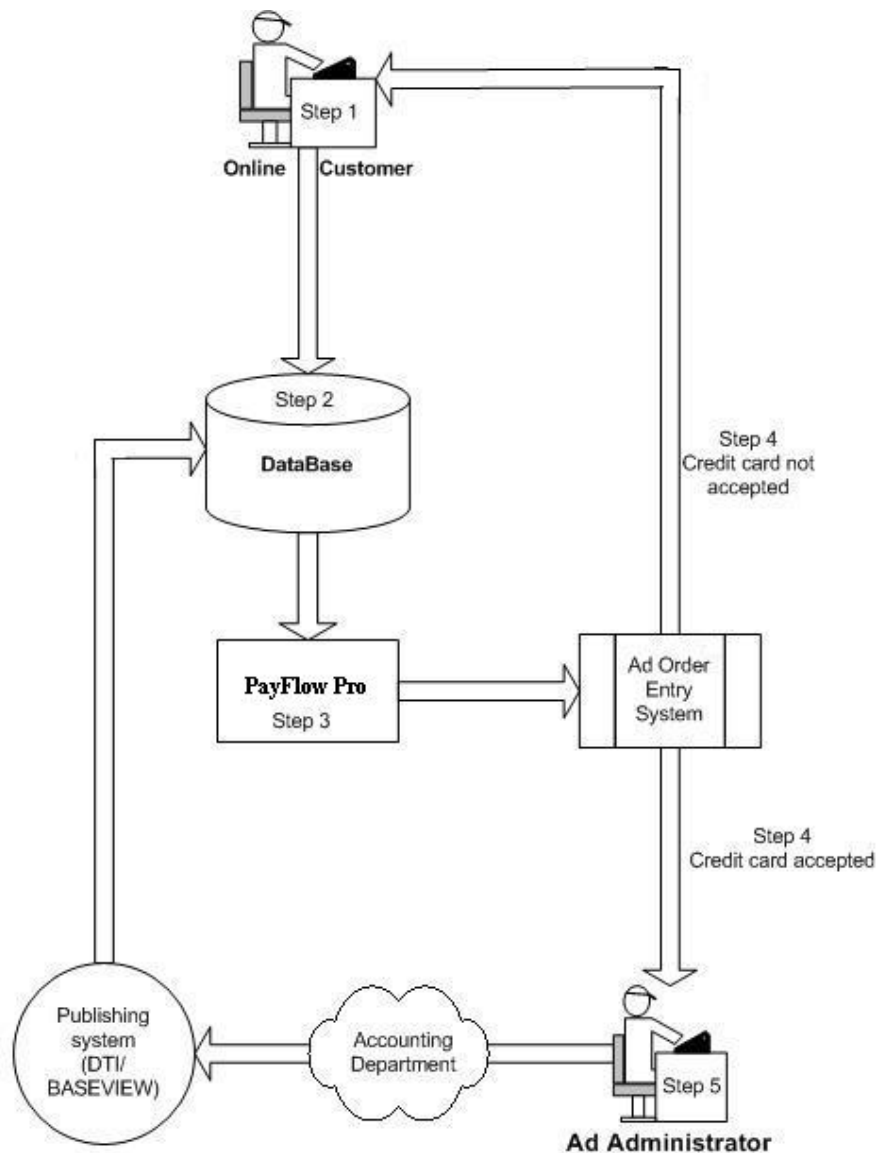 Step 1
Online Customer
Step 2
DataBase
Step 4
Credit card not
accepted
PayFlow Pro
Step 3
Ad Order
Entry
System
Step 4
Credit card accepted
Publishing
system
(DTI/
BASEVIEW)
Accounting
Department
Step 5
Ad Administrator